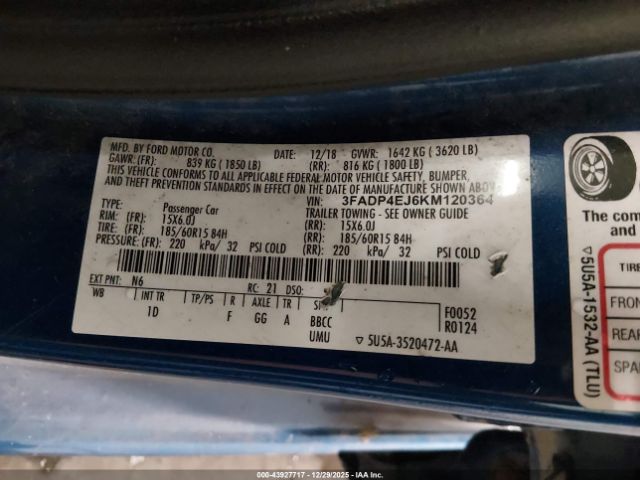 MFD. BY FORD MOTOR CO.
DATE: 12/18 GVWR: 1642 KG ( 3620 LB)
GAWR: (FR): 839 KG ( 1850 LB) (RR): 816 KG ( 1800 LB)
THIS VEHICLE CONFORMS TO ALL APPLICABLE FEDERAL MOTOR VEHICLE SAFETY, BUMPER,
AND THEFT PREVENTION STANDARDS IN EFFECT ON THE DATE OF MANUFACTURE SHOWN ABOVE
VIN: 3FADP4EJ6KM120364
TYPE: Passenger Car TRAILER TOWING - SEE OWNER GUIDE
RIM: (FR): 15X6.0J (RR): 15X6.0J
TIRE: (FR): 185/60R15 84H (RR): 185/60R15 84H
PRESSURE: (FR): 220 kPa/ 32 PSI COLD (RR): 220 kPa/ 32 PSI COLD
EXT PNT: N6 RC: 21 DSO:
WB INT TR TP/PS R AXLE TR
1D F GG A BBCC
UMU
F0052
R0124
▽ 5U5A-3520472-AA
The com
TIRE
FRON
REAR
SPAR
▽5U5A-1532-AA (TLU)
000-43927717 - 12/29/2025 - IAAI.COM